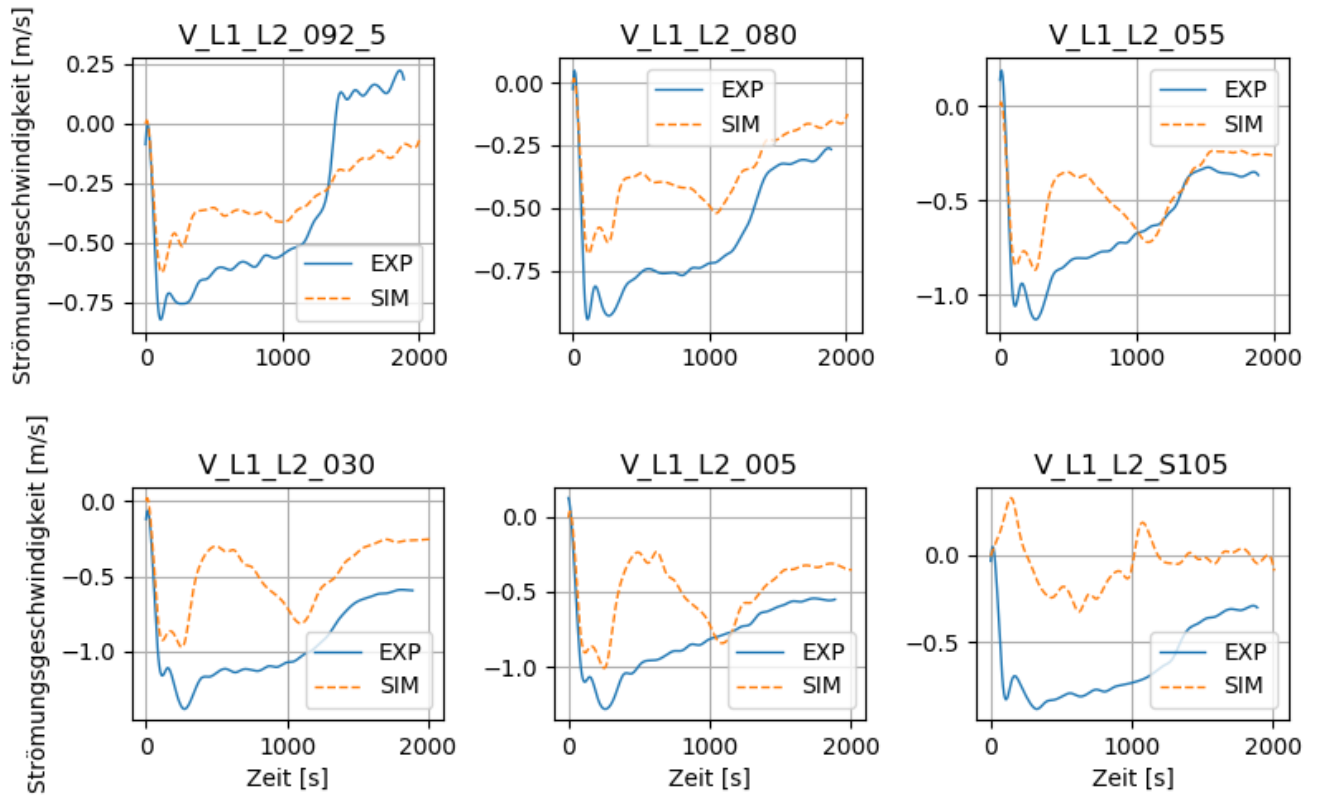 V_L1_L2_092_5
V_L1_L2_080
V_L1_L2_055
Strömungsgeschwindigkeit [m/s]
0.25
0.00
−0.25
−0.50
−0.75
EXP
SIM
0
1000
2000
0.00
−0.25
−0.50
−0.75
EXP
SIM
0
1000
2000
0.0
−0.5
−1.0
EXP
SIM
0
1000
2000
V_L1_L2_030
V_L1_L2_005
V_L1_L2_S105
Strömungsgeschwindigkeit [m/s]
0.0
−0.5
−1.0
EXP
SIM
0
1000
2000
Zeit [s]
0.0
−0.5
−1.0
EXP
SIM
0
1000
2000
Zeit [s]
0.0
−0.5
EXP
SIM
0
1000
2000
Zeit [s]